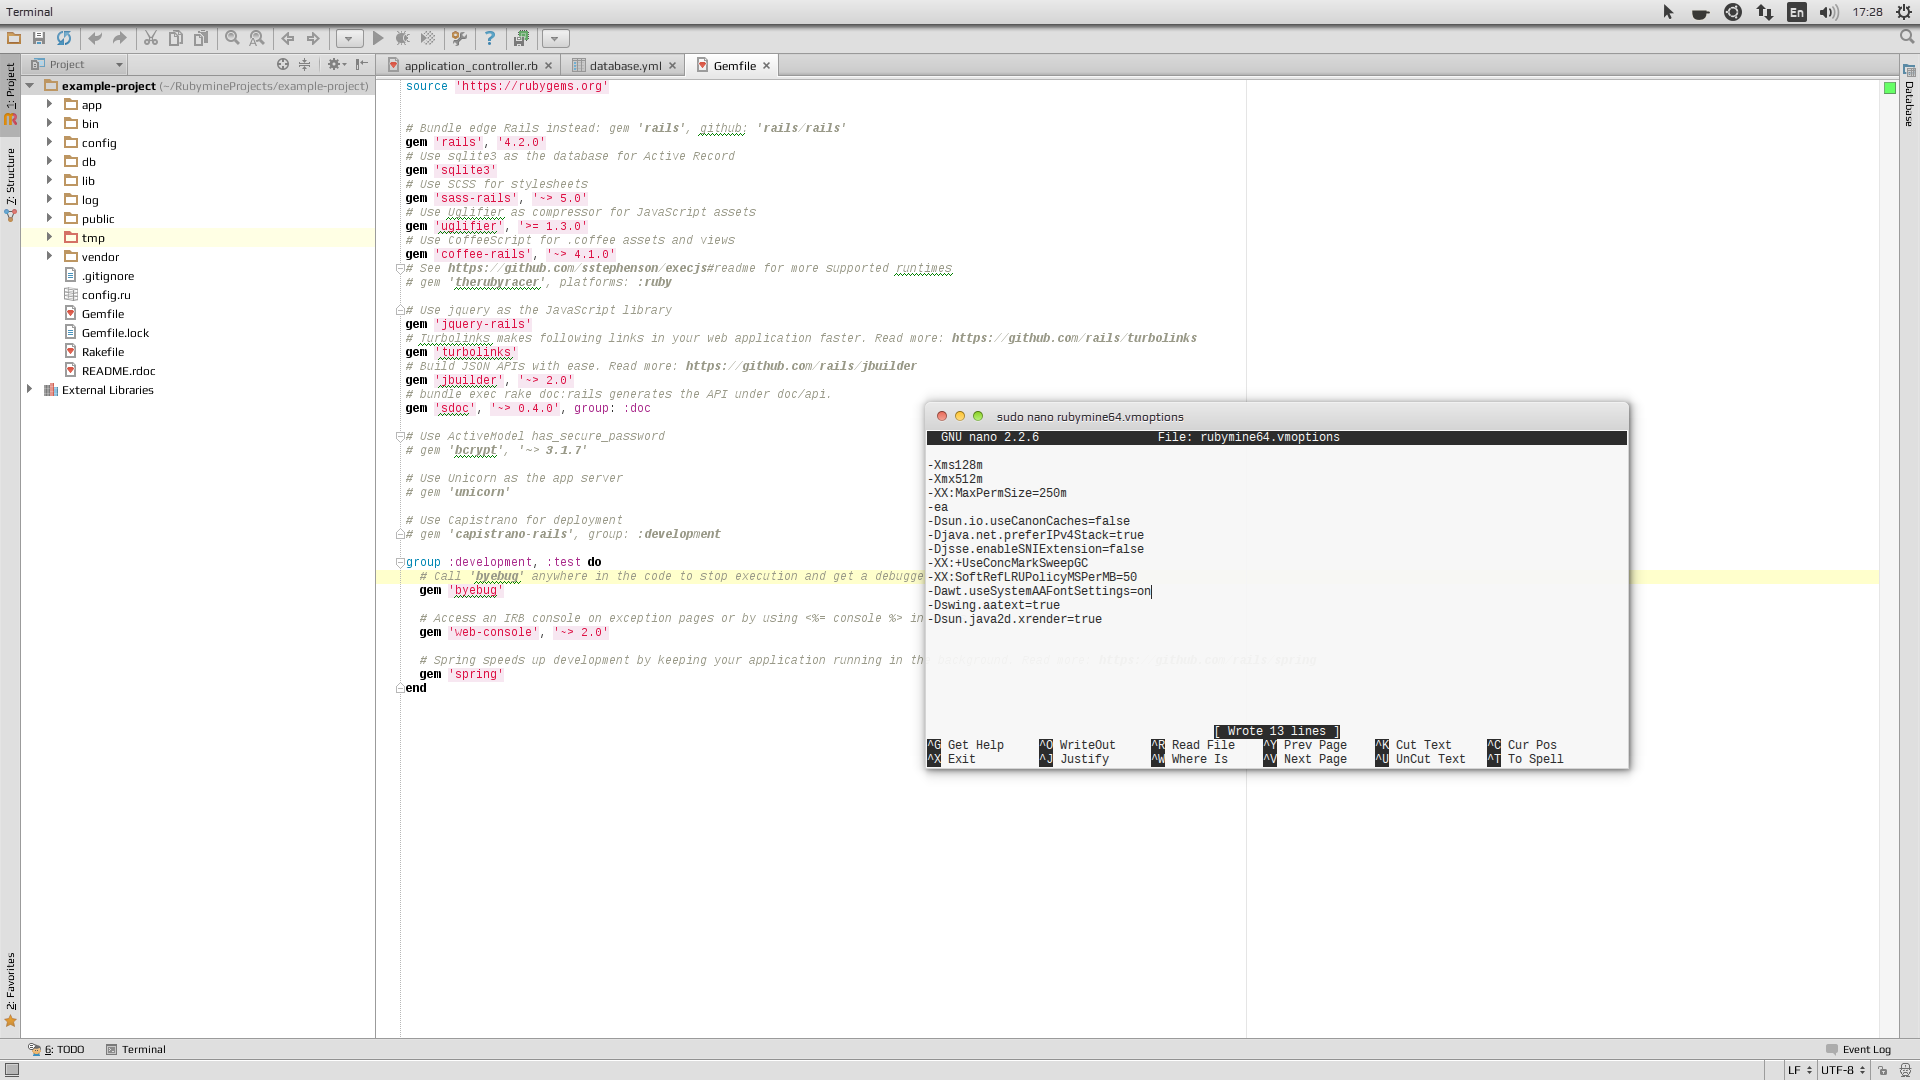 Terminal
En
17:28
Project
application_controller.rb
database.yml
Gemfile
1: Project
7: Structure
2: Favorites
Database
example-project (~/RubymineProjects/example-project)
app
bin
config
db
lib
log
public
tmp
vendor
.gitignore
config.ru
Gemfile
Gemfile.lock
Rakefile
README.rdoc
External Libraries
source 'https://rubygems.org'
# Bundle edge Rails instead: gem 'rails', github: 'rails/rails'
gem 'rails', '4.2.0'
# Use sqlite3 as the database for Active Record
gem 'sqlite3'
# Use SCSS for stylesheets
gem 'sass-rails', '~> 5.0'
# Use Uglifier as compressor for JavaScript assets
gem 'uglifier', '>= 1.3.0'
# Use CoffeeScript for .coffee assets and views
gem 'coffee-rails', '~> 4.1.0'
# See https://github.com/sstephenson/execjs#readme for more supported runtimes
# gem 'therubyracer', platforms: :ruby
# Use jquery as the JavaScript library
gem 'jquery-rails'
# Turbolinks makes following links in your web application faster. Read more: https://github.com/rails/turbolinks
gem 'turbolinks'
# Build JSON APIs with ease. Read more: https://github.com/rails/jbuilder
gem 'jbuilder', '~> 2.0'
# bundle exec rake doc:rails generates the API under doc/api.
gem 'sdoc', '~> 0.4.0', group: :doc
# Use ActiveModel has_secure_password
# gem 'bcrypt', '~> 3.1.7'
# Use Unicorn as the app server
# gem 'unicorn'
# Use Capistrano for deployment
# gem 'capistrano-rails', group: :development
group :development, :test do
# Call 'byebug' anywhere in the code to stop execution and get a debugge
gem 'byebug'
# Access an IRB console on exception pages or by using <%= console %> in
gem 'web-console', '~> 2.0'
# Spring speeds up development by keeping your application running in th
gem 'spring'
end
sudo nano rubymine64.vmoptions
GNU nano 2.2.6 File: rubymine64.vmoptions
-Xms128m
-Xmx512m
-XX:MaxPermSize=250m
-ea
-Dsun.io.useCanonCaches=false
-Djava.net.preferIPv4Stack=true
-Djsse.enableSNIExtension=false
-XX:+UseConcMarkSweepGC
-XX:SoftRefLRUPolicyMSPerMB=50
-Dawt.useSystemAAFontSettings=on
-Dswing.aatext=true
-Dsun.java2d.xrender=true
[ Wrote 13 lines ]
^G Get Help ^O WriteOut ^R Read File ^Y Prev Page ^K Cut Text ^C Cur Pos
^X Exit ^J Justify ^W Where Is ^V Next Page ^U UnCut Text ^T To Spell
6: TODO
Terminal
Event Log
LF
UTF-8